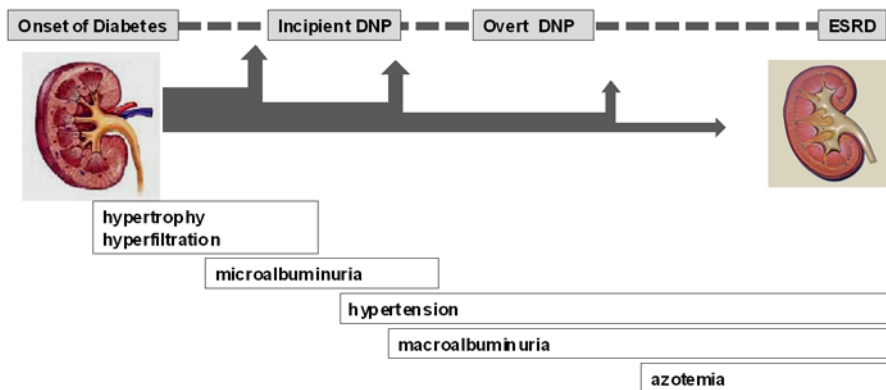 Onset of Diabetes
Incipient DNP
Overt DNP
ESRD
hypertrophy
hyperfiltration
microalbuminuria
hypertension
macroalbuminuria
azotemia